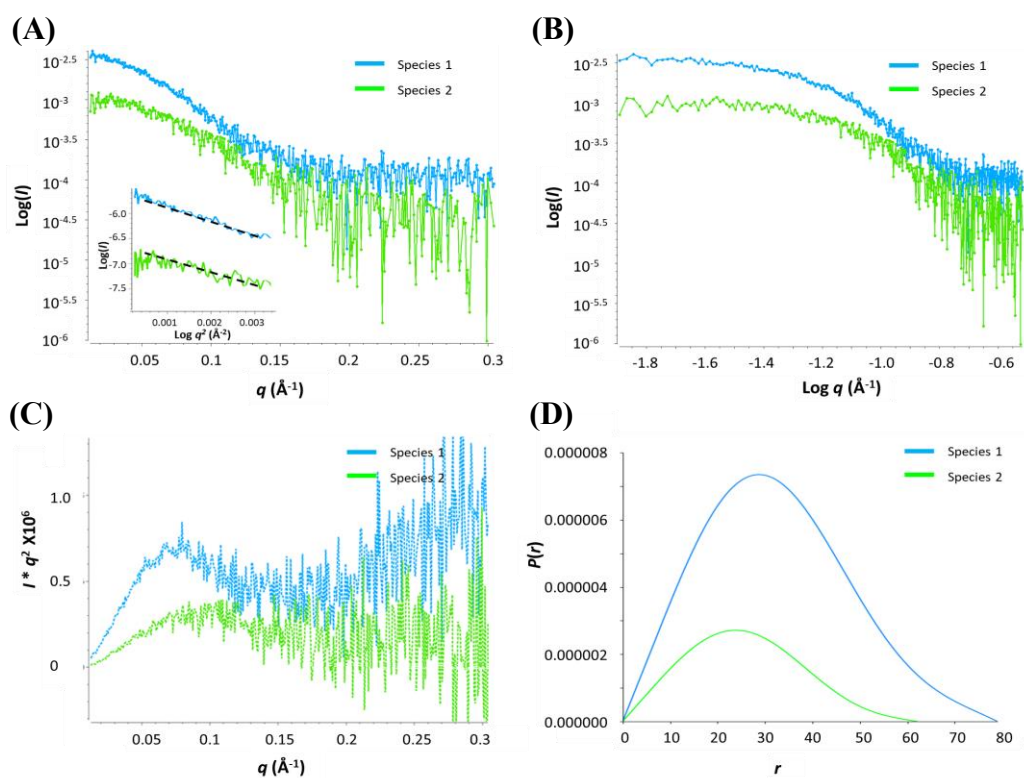 (A)
Log(I)
10-2.5
10-3
10-3.5
10-4
10-4.5
10-5
10-5.5
10-6
Species 1
Species 2
Log(I)
-6.0
-6.5
-7.0
-7.5
0.001 0.002 0.003
Log q2 (Å-2)
0.05 0.1 0.15 0.2 0.25 0.3
q (Å-1)
(B)
Log(I)
10-2.5
10-3
10-3.5
10-4
10-4.5
10-5
10-5.5
10-6
Species 1
Species 2
-1.8 -1.6 -1.4 -1.2 -1.0 -0.8 -0.6
Log q (Å-1)
(C)
I * q2 X106
1.0
0.5
0
Species 1
Species 2
0.05 0.1 0.15 0.2 0.25 0.3
q (Å-1)
(D)
P(r)
0.000008
0.000006
0.000004
0.000002
0.000000
Species 1
Species 2
0 10 20 30 40 50 60 70 80
r